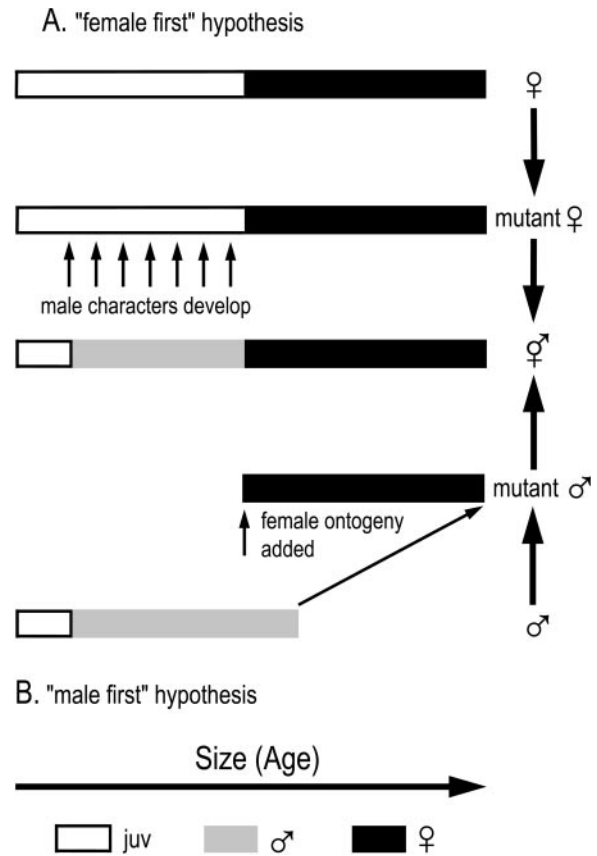 A. "female first" hypothesis
♀
mutant ♀
male characters develop
⚥
mutant ♂
female ontogeny
added
♂
B. "male first" hypothesis
Size (Age)
juv ♂ ♀